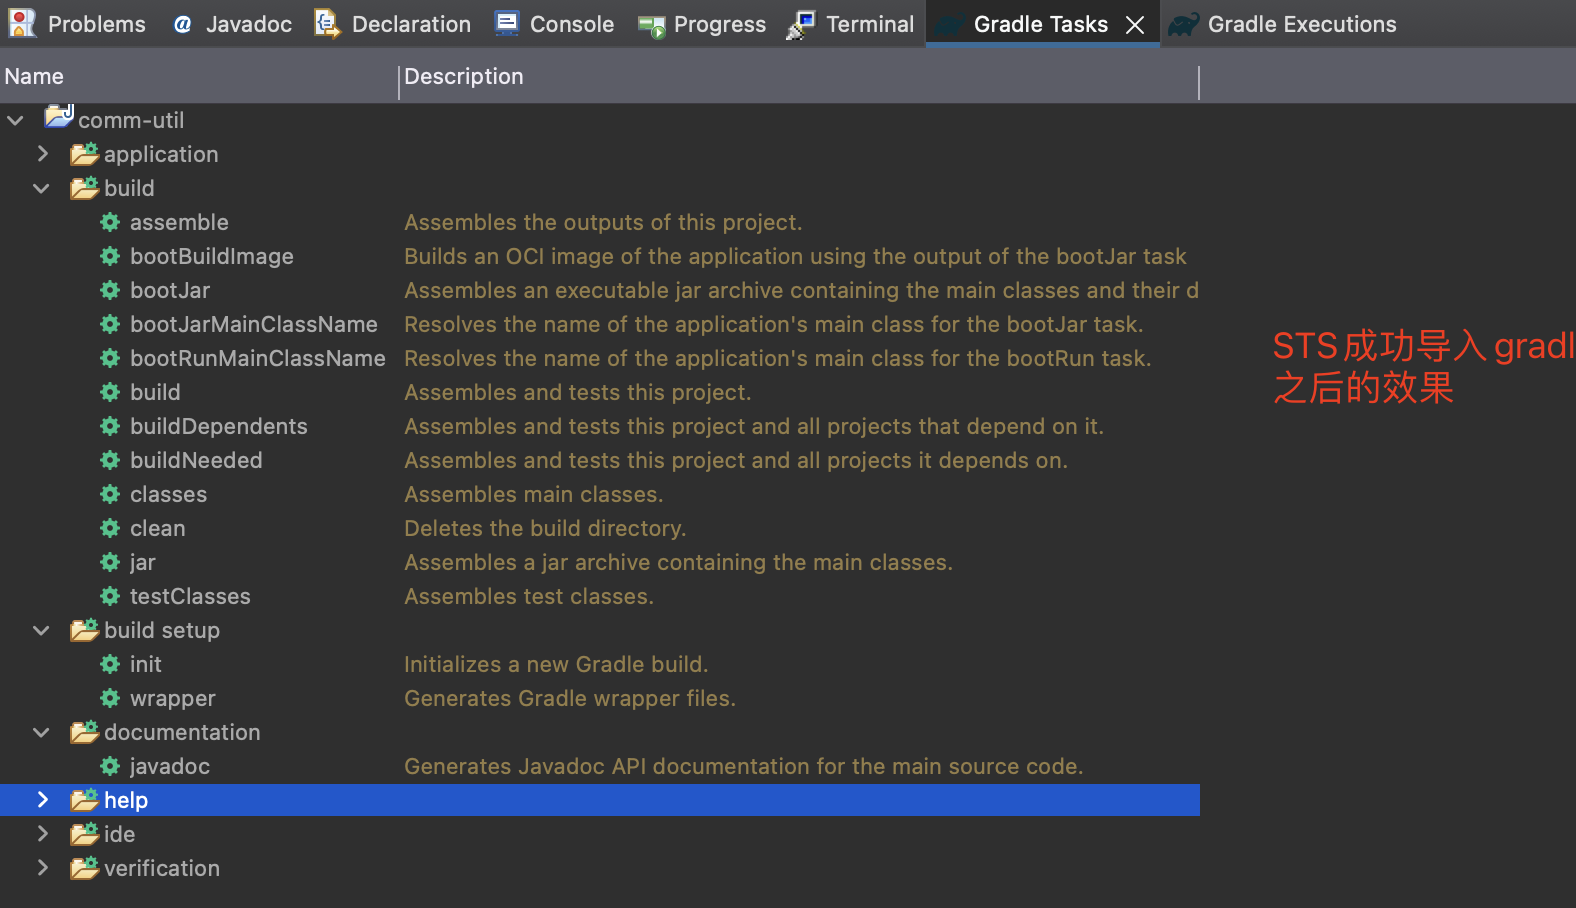 Problems @ Javadoc Declaration Console Progress Terminal Gradle Tasks Gradle Executions
Name Description
comm-util
application
build
assemble Assembles the outputs of this project.
bootBuildImage Builds an OCI image of the application using the output of the bootJar task
bootJar Assembles an executable jar archive containing the main classes and their d
bootJarMainClassName Resolves the name of the application's main class for the bootJar task.
bootRunMainClassName Resolves the name of the application's main class for the bootRun task.
build Assembles and tests this project.
buildDependents Assembles and tests this project and all projects that depend on it.
buildNeeded Assembles and tests this project and all projects it depends on.
classes Assembles main classes.
clean Deletes the build directory.
jar Assembles a jar archive containing the main classes.
testClasses Assembles test classes.
build setup
init Initializes a new Gradle build.
wrapper Generates Gradle wrapper files.
documentation
javadoc Generates Javadoc API documentation for the main source code.
help
ide
verification
STS成功导入gradl
之后的效果